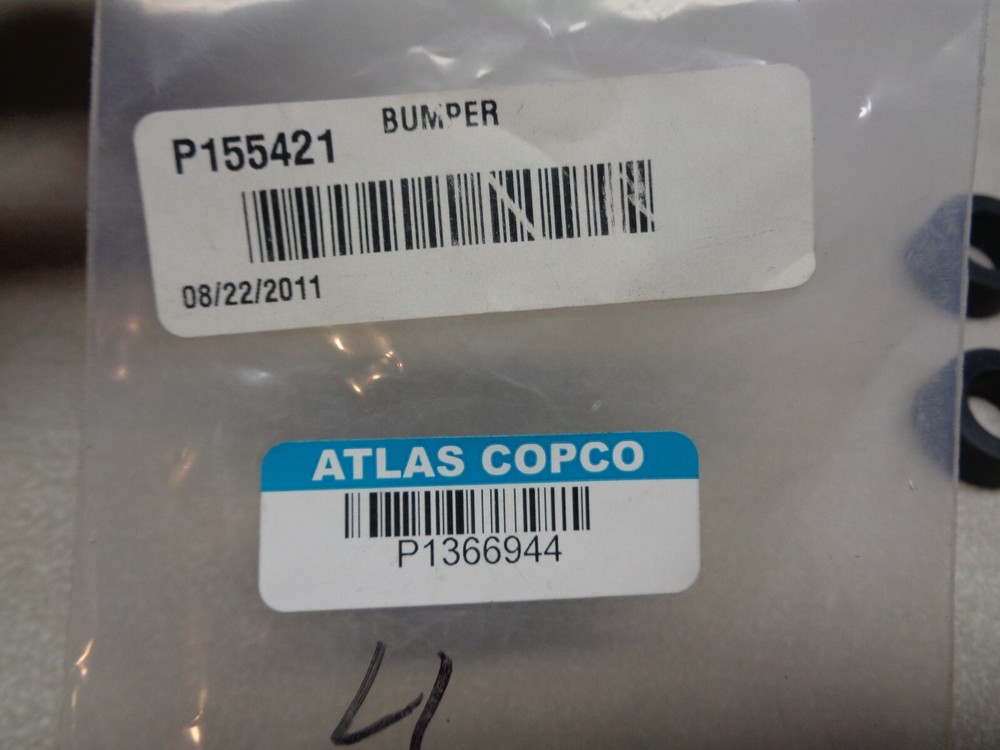 BUMPER
P155421
08/22/2011
ATLAS COPCO
P1366944
4